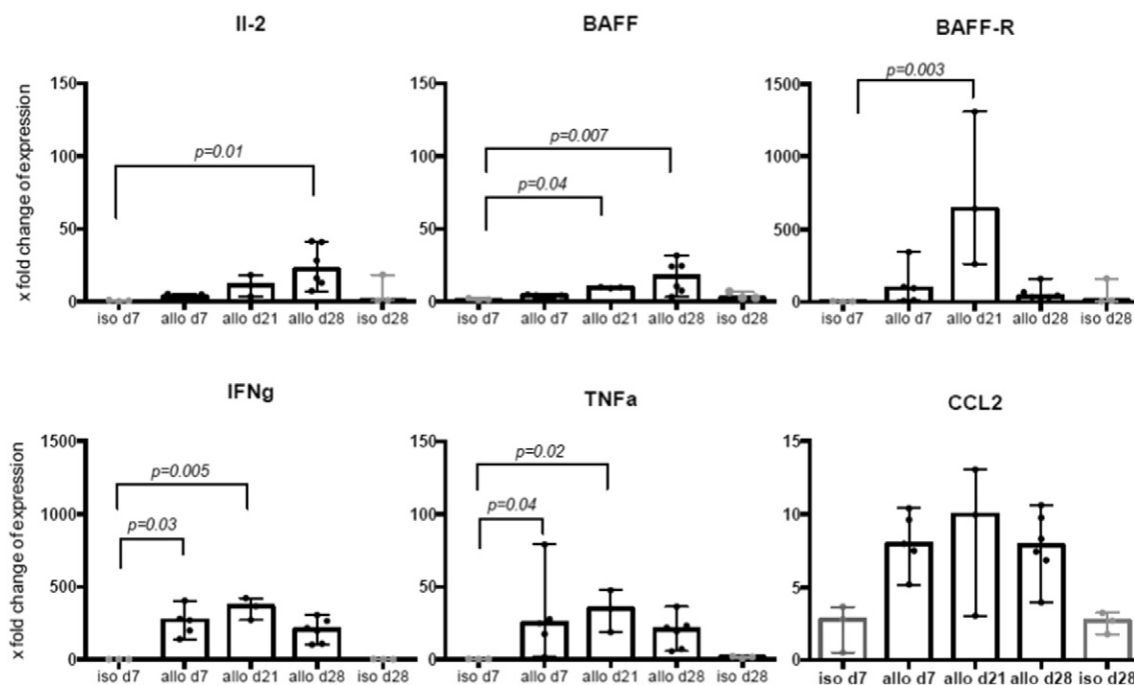 Il-2
BAFF
BAFF-R
x fold change of expression
150
100
50
0
p=0.01
iso d7 allo d7 allo d21 allo d28 iso d28
150
100
50
0
p=0.007
p=0.04
iso d7 allo d7 allo d21 allo d28 iso d28
1500
1000
500
0
p=0.003
iso d7 allo d7 allo d21 allo d28 iso d28
IFNg
TNFa
CCL2
x fold change of expression
1500
1000
500
0
p=0.005
p=0.03
iso d7 allo d7 allo d21 allo d28 iso d28
150
100
50
0
p=0.02
p=0.04
iso d7 allo d7 allo d21 allo d28 iso d28
15
10
5
0
iso d7 allo d7 allo d21 allo d28 iso d28